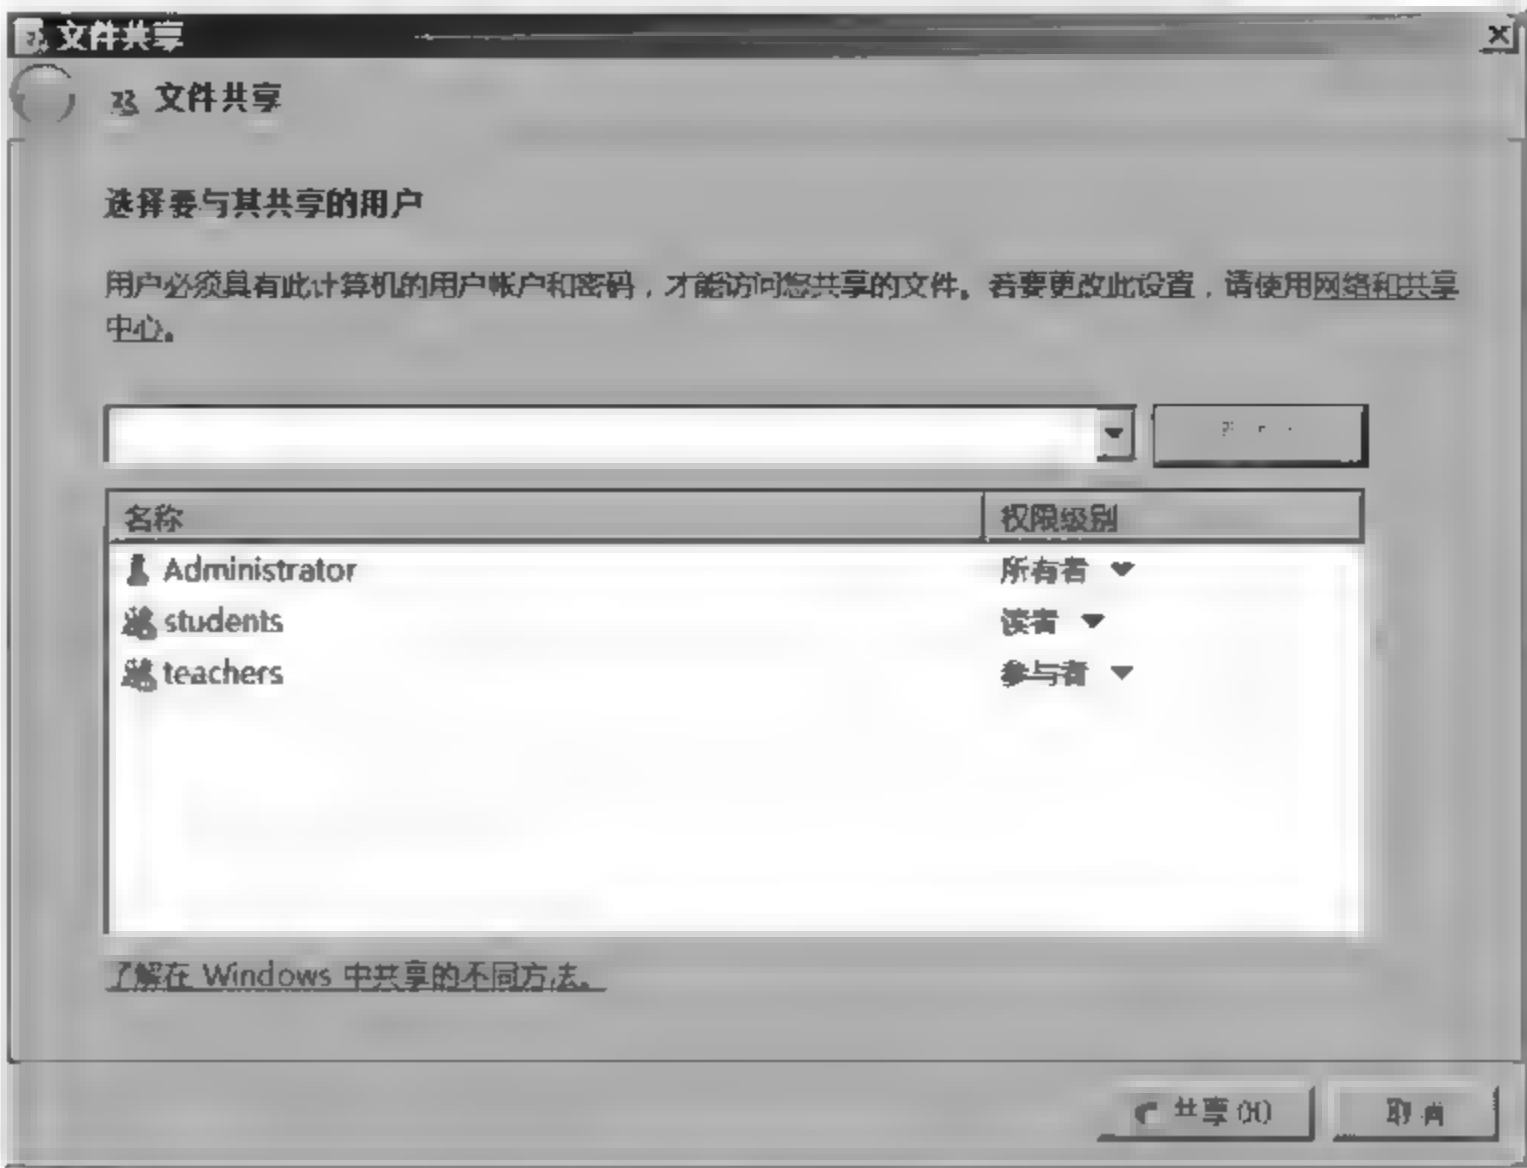 文件共享
文件共享
选择要与其共享的用户
用户必须具有此计算机的用户帐户和密码，才能访问您共享的文件。若要更改此设置，请使用网络和共享
中心。
名称 权限级别
Administrator 所有者
students 读者
teachers 参与者
了解在 Windows 中共享的不同方法。
共享(H) 取消